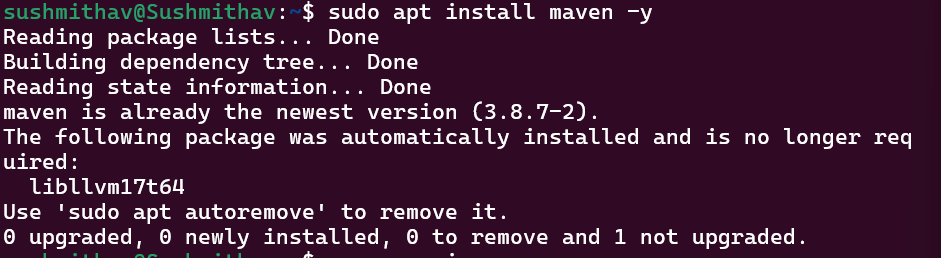 sushmithav@Sushmithav:~$ sudo apt install maven -y
Reading package lists... Done
Building dependency tree... Done
Reading state information... Done
maven is already the newest version (3.8.7-2).
The following package was automatically installed and is no longer req
uired:
  libllvm17t64
Use 'sudo apt autoremove' to remove it.
0 upgraded, 0 newly installed, 0 to remove and 1 not upgraded.